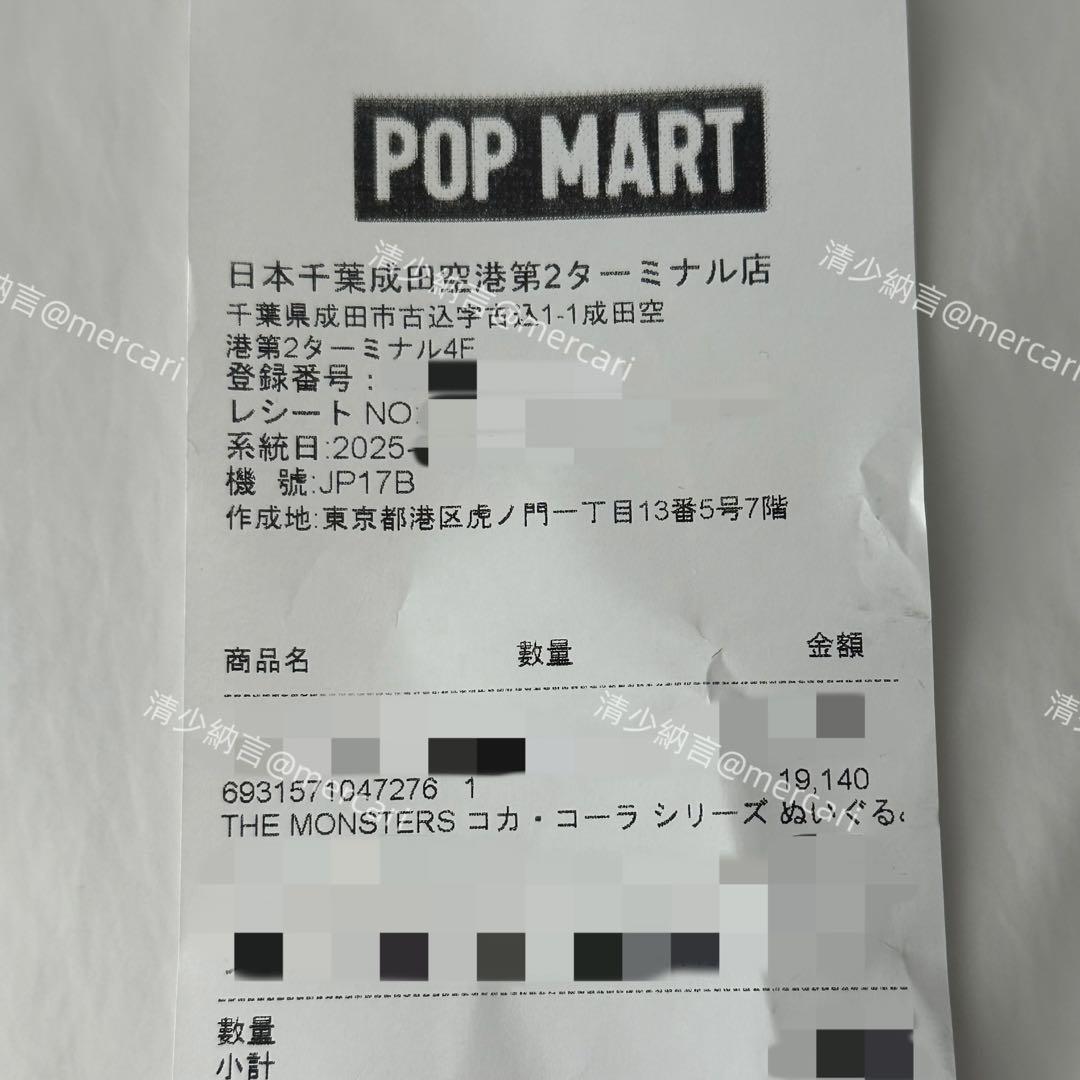 POP MART
日本千葉成田空港第2ターミナル店
千葉県成田市古込字古込1-1成田空
港第2ターミナル4F
登録番号：
レシート NO:
系統日:2025-
機 號:JP17B
作成地:東京都港区虎ノ門一丁目13番5号7階
商品名 數量 金額
6931571047276 1 19,140
THE MONSTERS コカ・コーラ シリーズ ぬいぐる
數量
小計
清少納言@mercari
清少納言@mercari
清少納言@mercari
清少納言@mercari